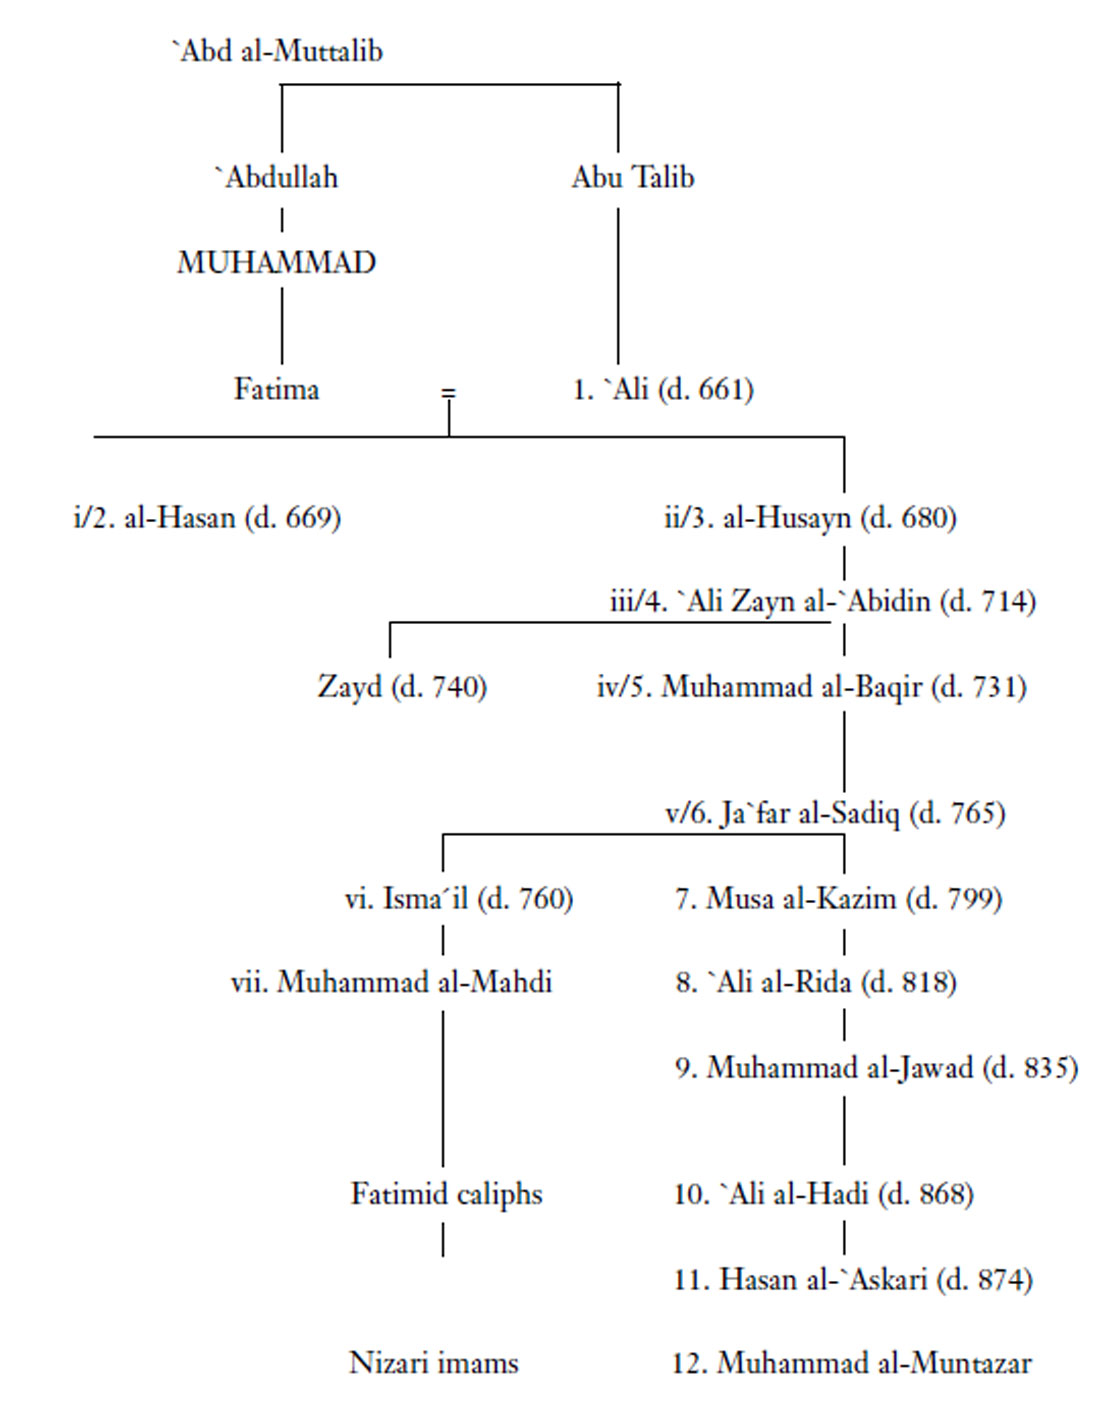 `Abd al-Muttalib
`Abdullah Abu Talib
MUHAMMAD
Fatima = 1. `Ali (d. 661)
i/2. al-Hasan (d. 669) ii/3. al-Husayn (d. 680)
iii/4. `Ali Zayn al-`Abidin (d. 714)
Zayd (d. 740) iv/5. Muhammad al-Baqir (d. 731)
v/6. Ja`far al-Sadiq (d. 765)
vi. Isma´il (d. 760) 7. Musa al-Kazim (d. 799)
vii. Muhammad al-Mahdi 8. `Ali al-Rida (d. 818)
9. Muhammad al-Jawad (d. 835)
Fatimid caliphs 10. `Ali al-Hadi (d. 868)
11. Hasan al-`Askari (d. 874)
Nizari imams 12. Muhammad al-Muntazar